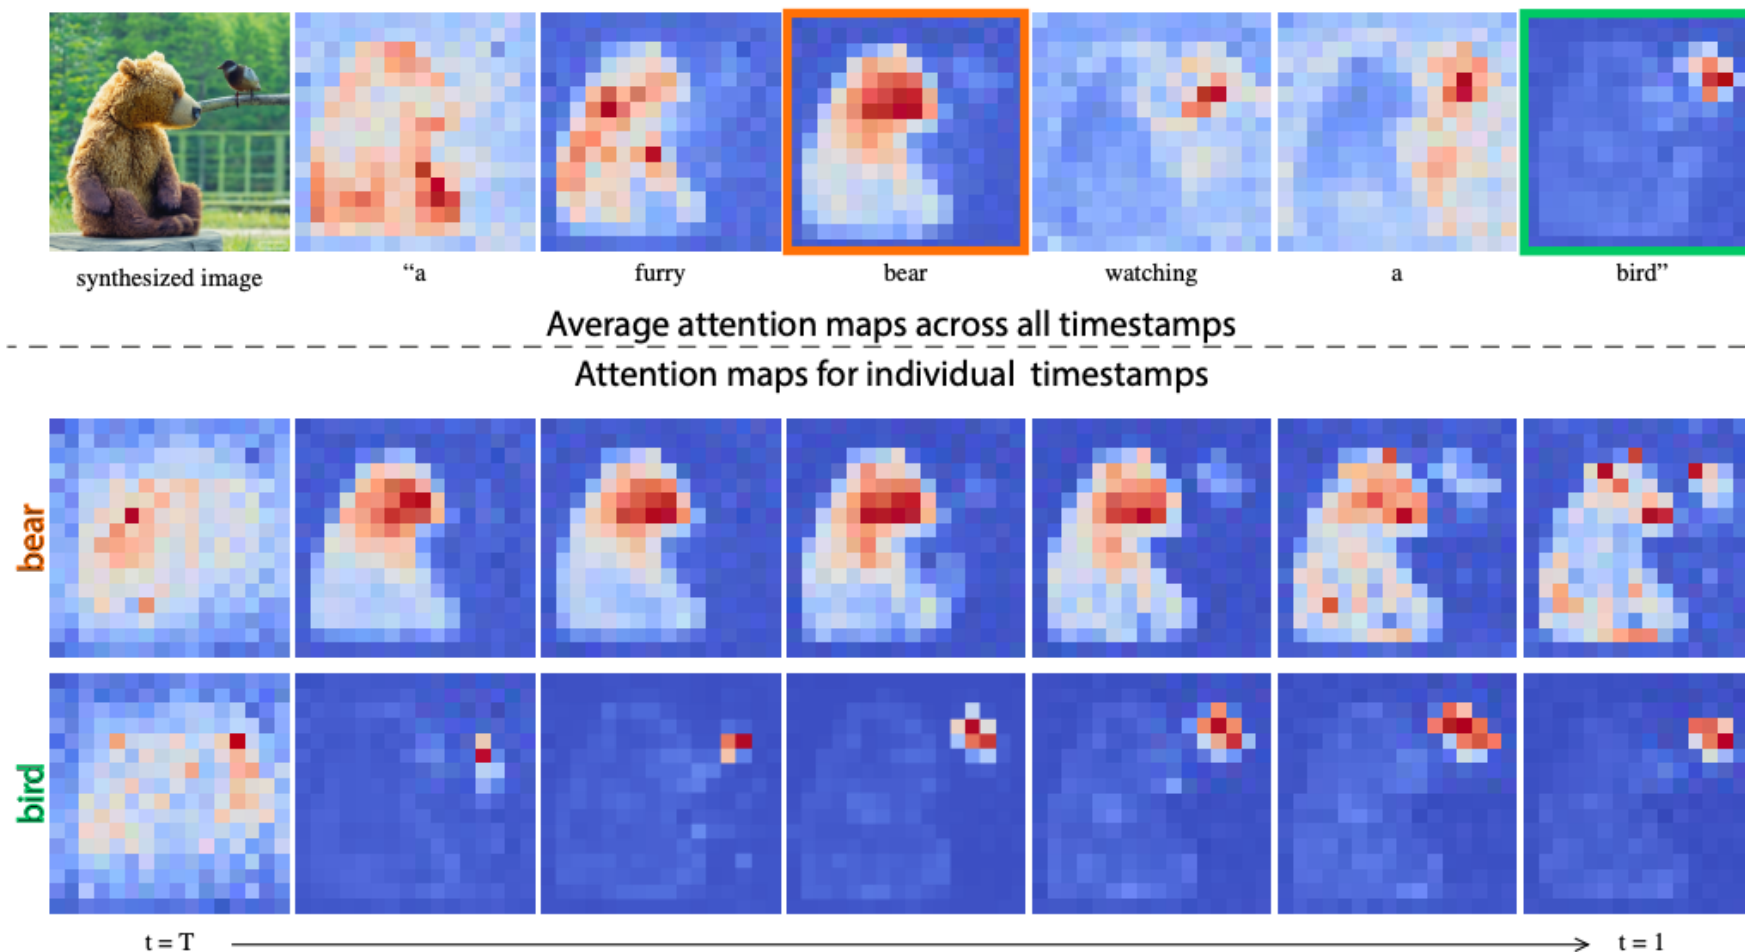 synthesized image
“a
furry
bear
watching
a
bird”
Average attention maps across all timestamps
Attention maps for individual timestamps
bear
bird
t = T
t = 1